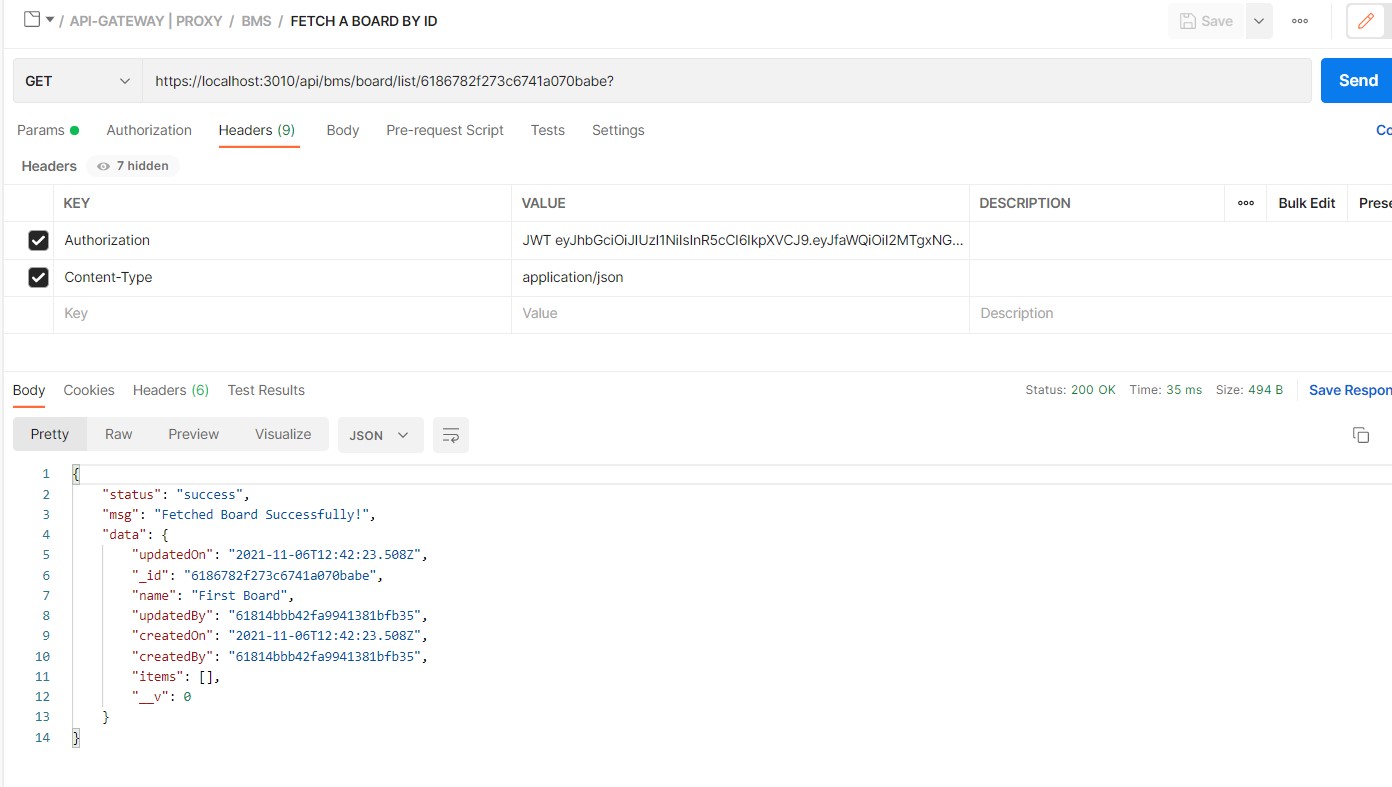 / API-GATEWAY | PROXY / BMS / FETCH A BOARD BY ID Save
GET https://localhost:3010/api/bms/board/list/6186782f273c6741a070babe? Send
Params Authorization Headers (9) Body Pre-request Script Tests Settings Co
Headers 7 hidden
KEY VALUE DESCRIPTION Bulk Edit Prese
Authorization JWT eyJhbGciOiJIUzI1NiIsInR5cCI6IkpXVCJ9.eyJfaWQiOiI2MTgxNG...
Content-Type application/json
Key Value Description
Body Cookies Headers (6) Test Results Status: 200 OK Time: 35 ms Size: 494 B Save Respon
Pretty Raw Preview Visualize JSON
1 {
2 "status": "success",
3 "msg": "Fetched Board Successfully!",
4 "data": {
5 "updatedOn": "2021-11-06T12:42:23.508Z",
6 "_id": "6186782f273c6741a070babe",
7 "name": "First Board",
8 "updatedBy": "61814bbb42fa9941381bfb35",
9 "createdOn": "2021-11-06T12:42:23.508Z",
10 "createdBy": "61814bbb42fa9941381bfb35",
11 "items": [],
12 "__v": 0
13 }
14 }